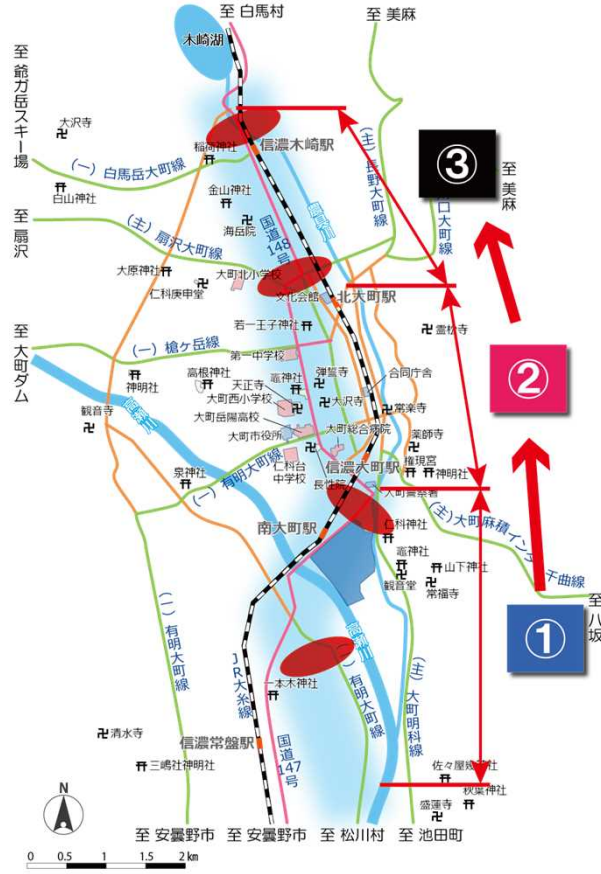 至 白馬村
至 美麻
木崎湖
至 爺ガ岳スキー場
大沢寺
稲荷神社
信濃木崎駅
(一) 白馬岳大町線
白山神社
金山神社
海岳院
国道148号
農具川
(主) 長野大町線
③
至 美麻
口大町線
至 扇沢
(主) 扇沢大町線
大原神社
仁科庚申堂
大町北小学校
文化会館
北大町駅
霊松寺
若一王子神社
至 大町ダム
(一) 槍ヶ岳線
第一中学校
神明社
高根神社
竈神社
弾誓寺
合同庁舎
②
天正寺
大町西小学校
大沢寺
常楽寺
観音寺
高瀬川
大町岳陽高校
大町市役所
大町総合病院
薬師寺
信濃大町駅
権現宮
神明社
泉神社
(一) 有明大町線
仁科台
中学校
長性院
大町警察署
南大町駅
仁科神社
(主) 大町麻積インター千曲線
竈神社
山下神社
観音堂
常福寺
至 八坂
①
(一) 有明大町線
JR大糸線
高瀬川
一本木神社
(一) 有明大町線
(主) 大町明科線
清水寺
信濃常盤駅
三嶋社神明社
国道147号
秋葉神社
盛蓮寺
N
至 安曇野市
至 安曇野市
至 松川村
至 池田町
0 0.5 1 1.5 2 km